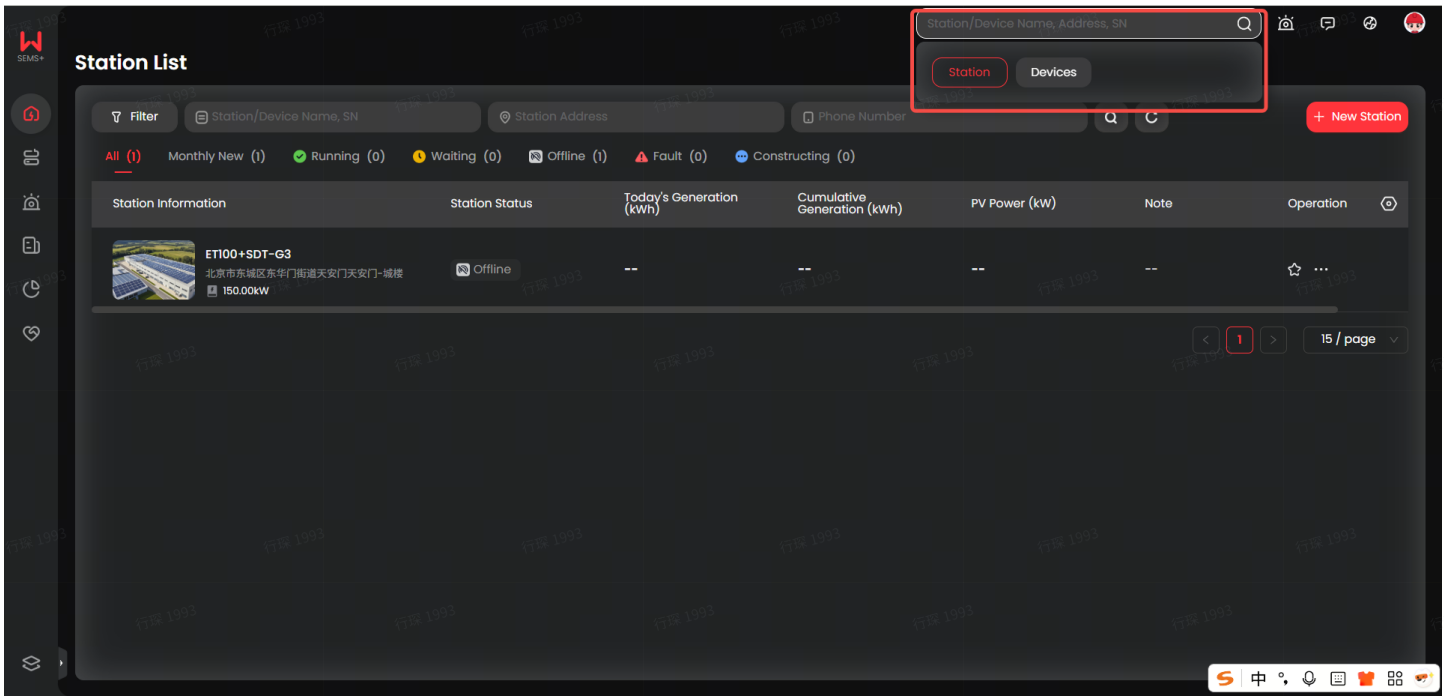 Station/Device Name, Address, SN
SEMS+
Station List
Station
Devices
Filter
Station/Device Name, SN
Station Address
Phone Number
+ New Station
All (1)
Monthly New (1)
Running (0)
Waiting (0)
Offline (1)
Fault (0)
Constructing (0)
Station Information
Station Status
Today's Generation
(kWh)
Cumulative
Generation (kWh)
PV Power (kW)
Note
Operation
ET100+SDT-G3
北京市东城区东华门街道天安门天安门-城楼
150.00kW
Offline
--
--
--
--
<
1
>
15 / page
中
行琛 1993